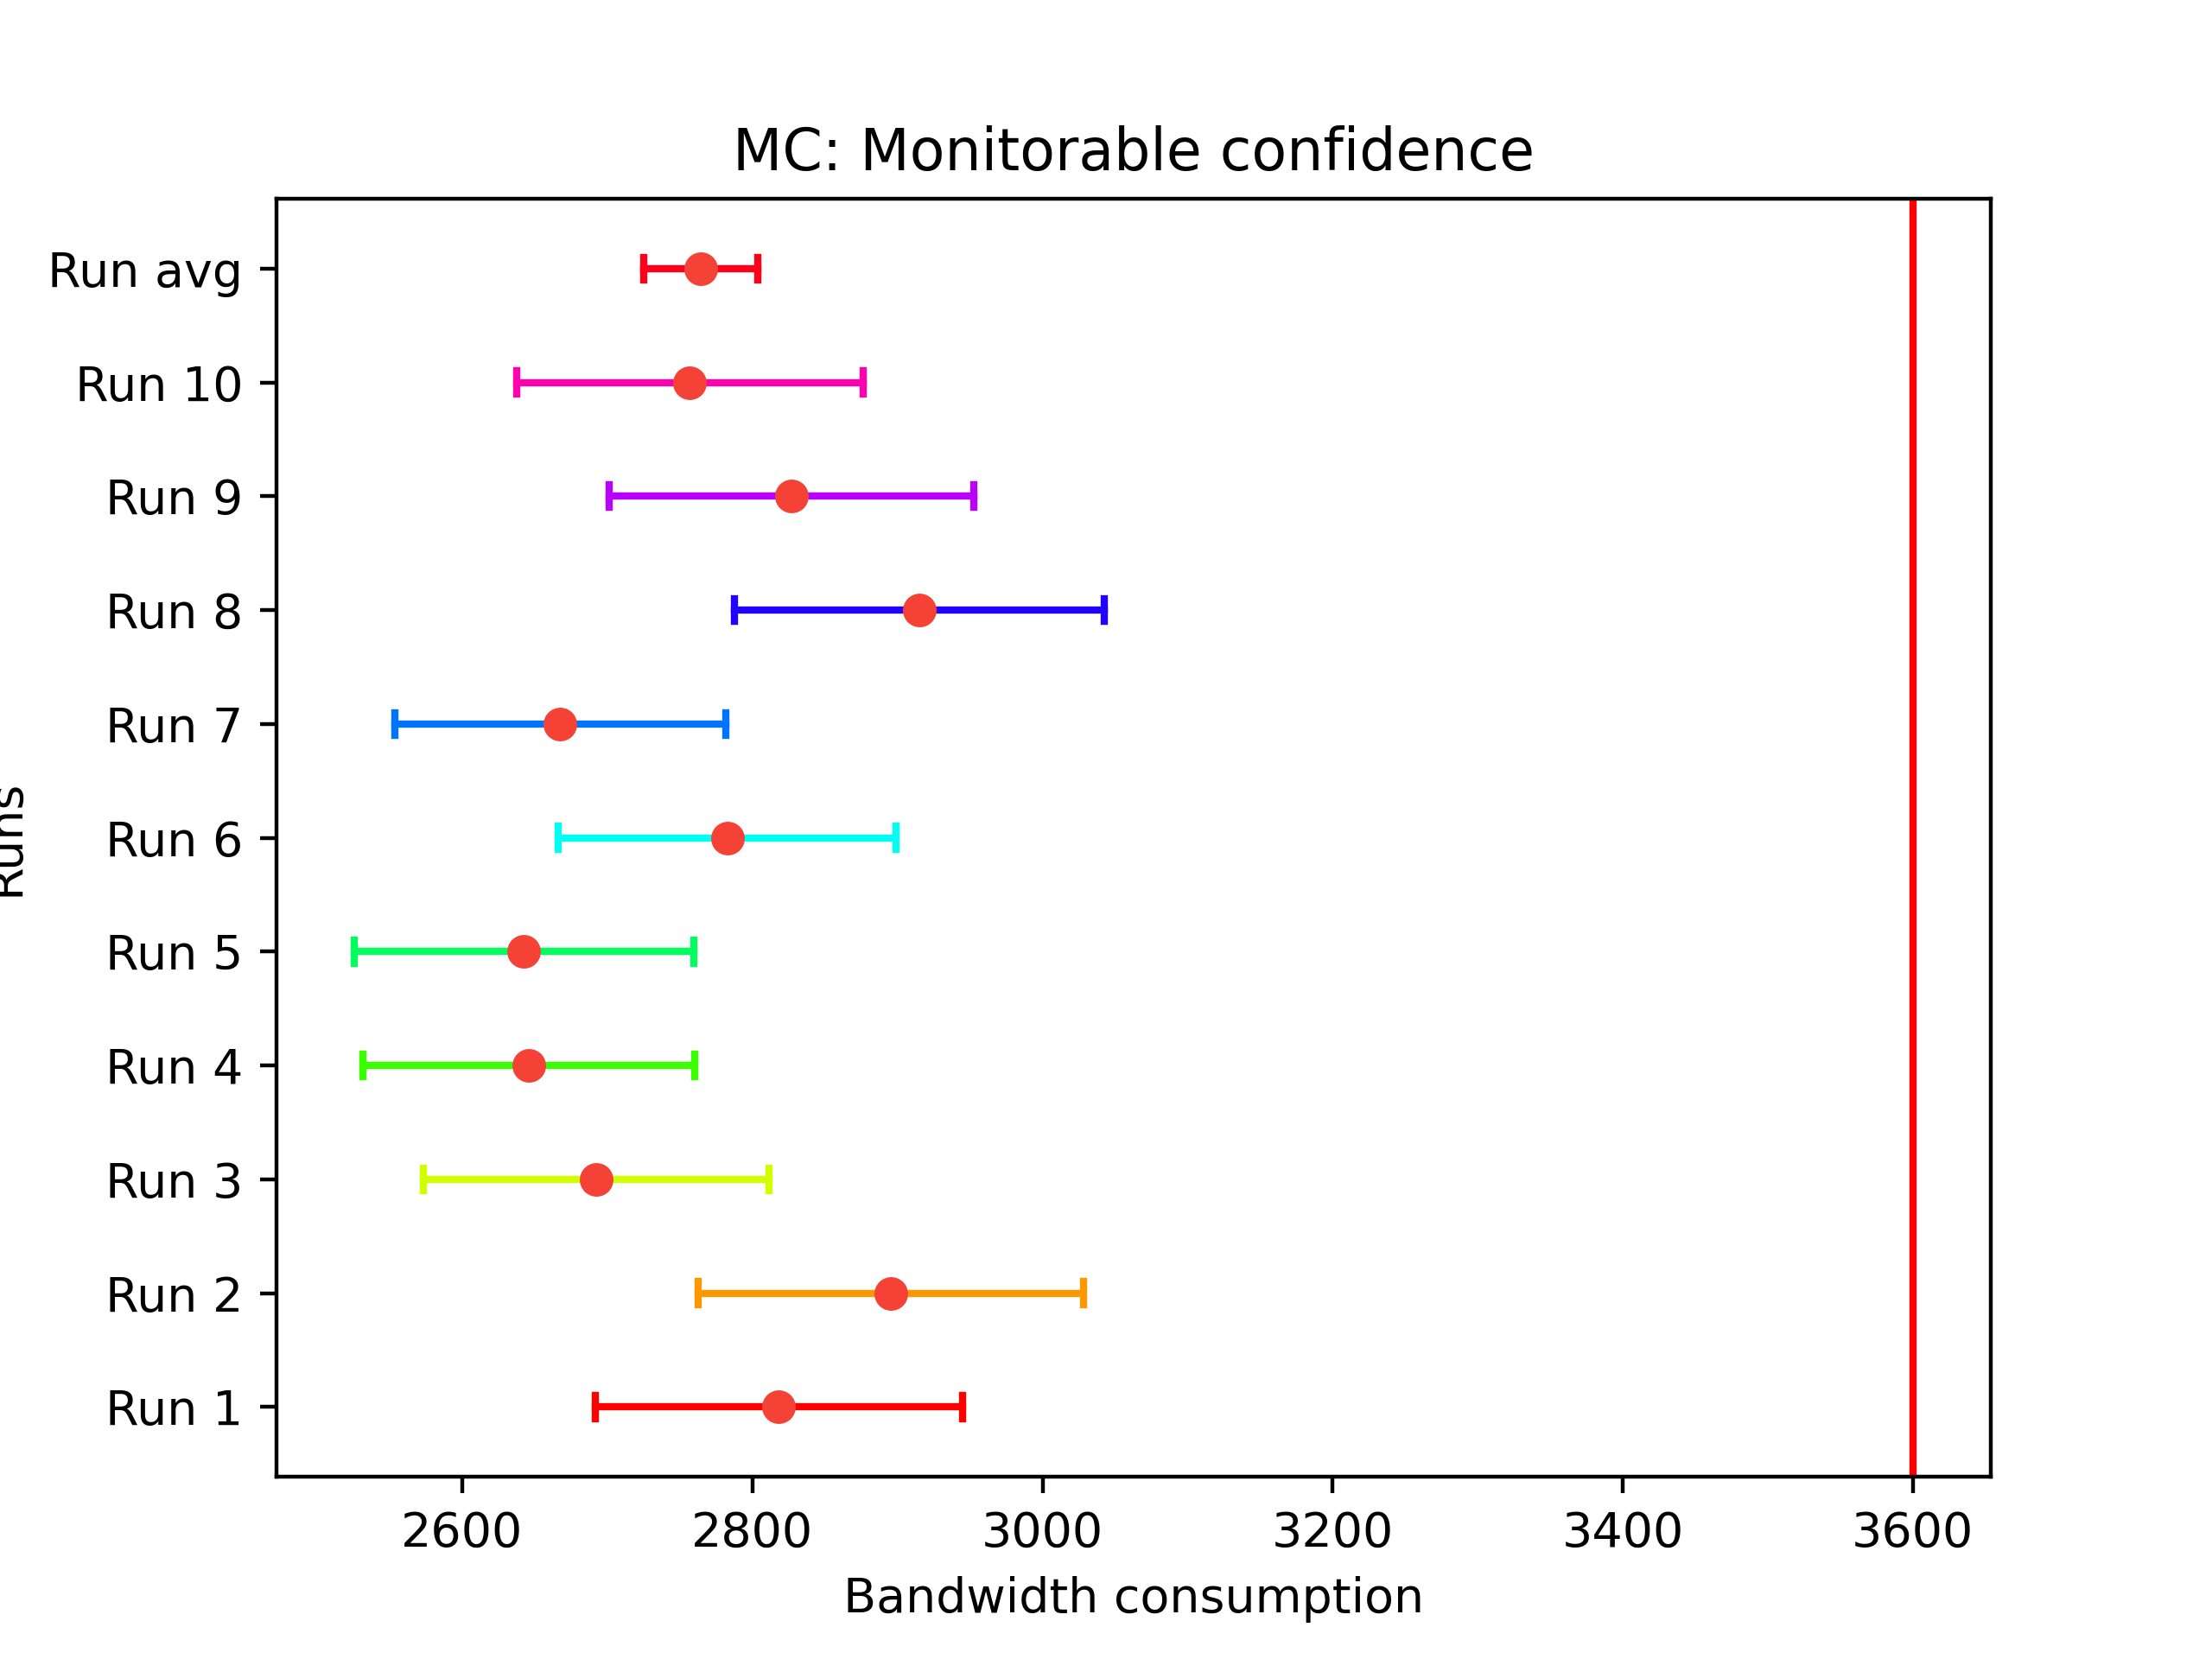 MC: Monitorable confidence
Run avg
Run 10
Run 9
Run 8
Run 7
Run 6
Run 5
Run 4
Run 3
Run 2
Run 1
Runs
2600 2800 3000 3200 3400 3600
Bandwidth consumption